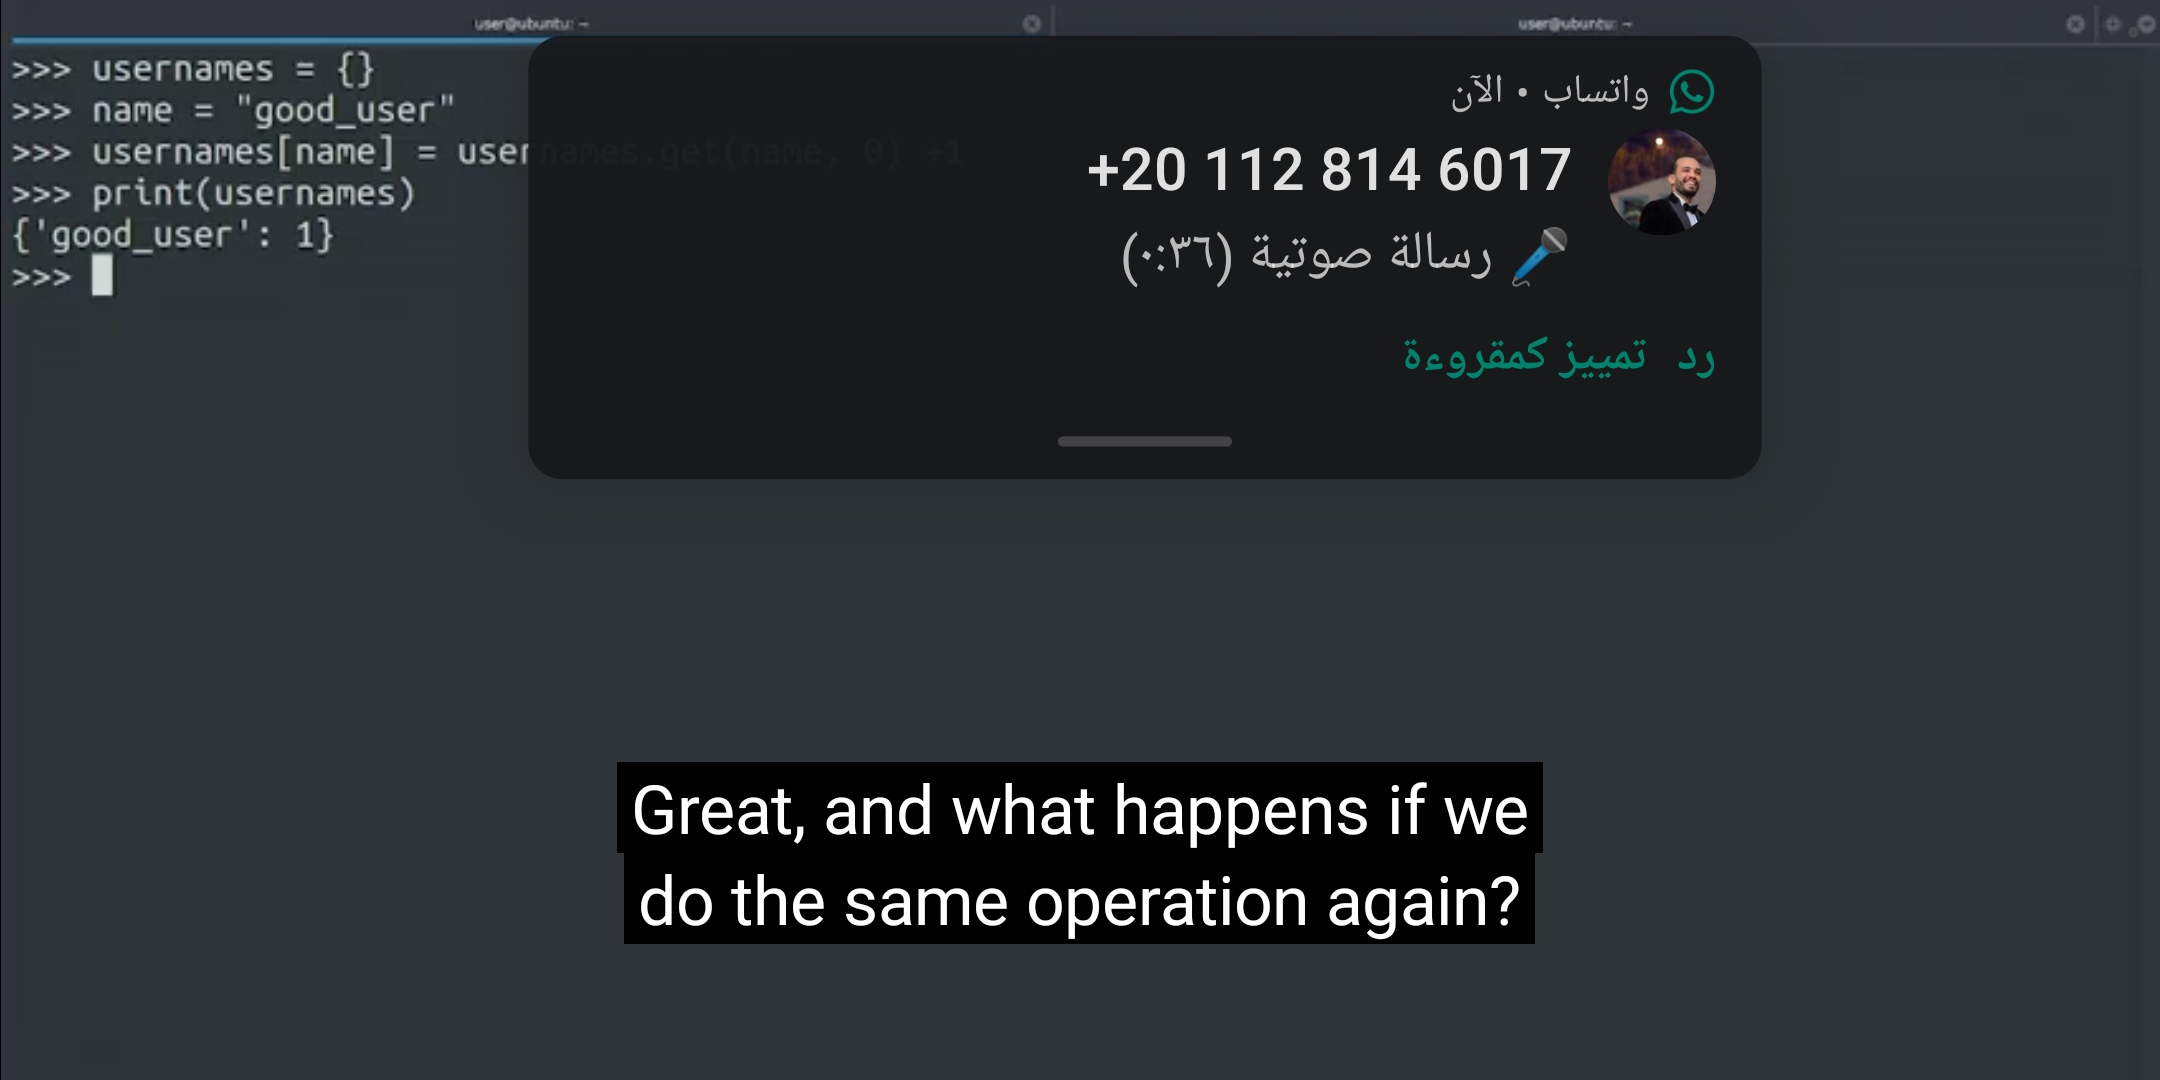 user@ubuntu: ~
user@ubuntu: ~
>>> usernames = {}
>>> name = "good_user"
>>> usernames[name] = usernames.get(name, 0) +1
>>> print(usernames)
{'good_user': 1}
>>>
واتساب • الآن
+20 112 814 6017
🎤 رسالة صوتية (٠:٣٦)
رد تمييز كمقروءة
Great, and what happens if we
do the same operation again?